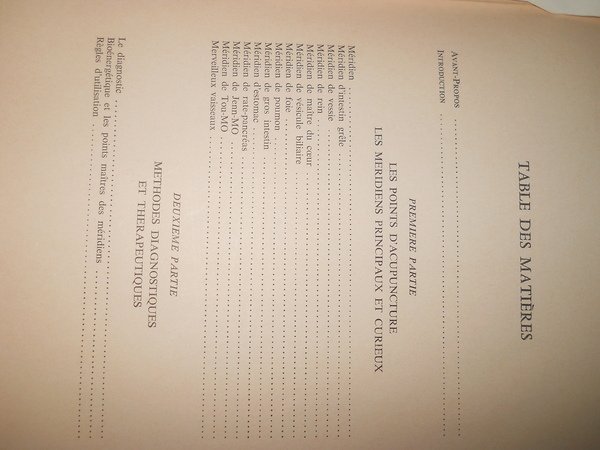 TABLE DES MATIÈRES
AVANT-PROPOS
INTRODUCTION
PREMIERE PARTIE
LES POINTS D'ACUPUNCTURE
LES MERIDIENS PRINCIPAUX ET CURIEUX
Méridien
Méridien d'intestin grêle
Méridien de vessie
Méridien de rein
Méridien de maître du cœur
Méridien de vésicule biliaire
Méridien de foie
Méridien de poumon
Méridien de gros intestin
Méridien d'estomac
Méridien de rate-pancréas
Méridien de Jenn-MO
Méridien de Tou-MO
Merveilleux vaisseaux
DEUXIEME PARTIE
METHODES DIAGNOSTIQUES
ET THERAPEUTIQUES
Le diagnostic
Bioénergétique et les points maîtres des méridiens
Règles d'utilisation